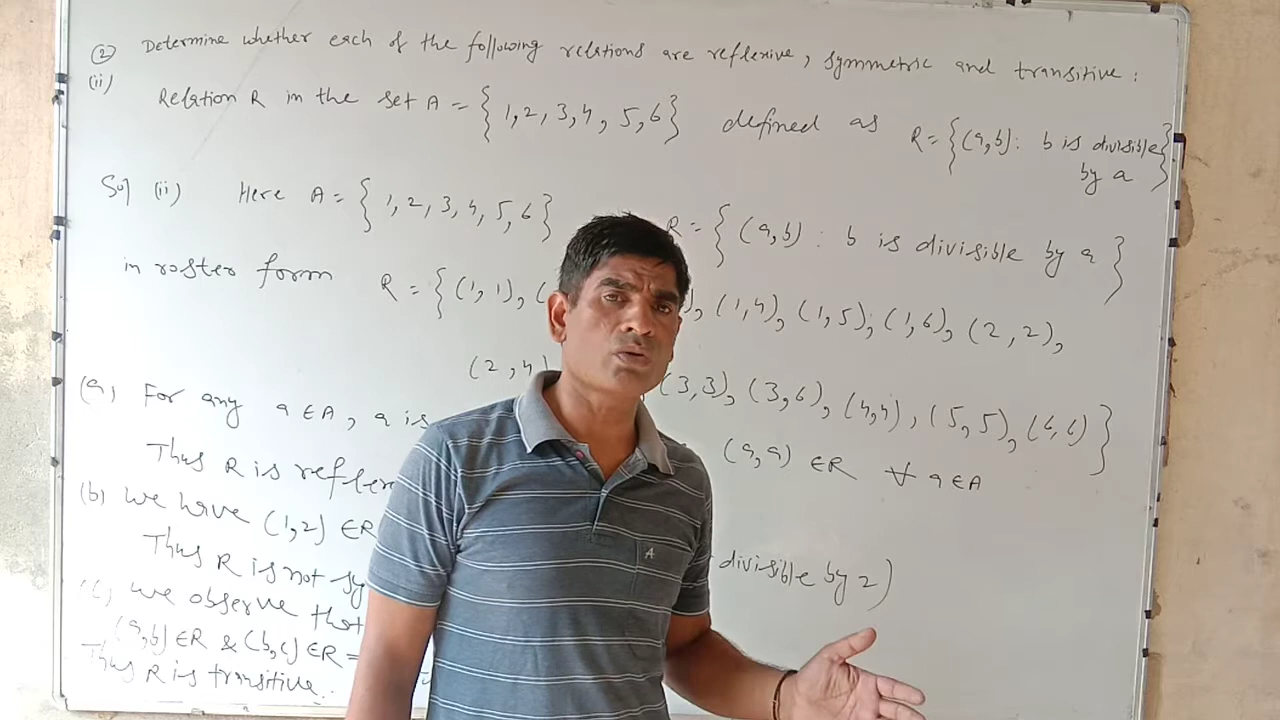 ② Determine whether each of the following relations are reflexive, symmetric and transitive :
(ii)
Relation R in the set A = {1, 2, 3, 4, 5, 6} defined as R = {(a, b) : b is divisible
by a}
Sol (ii) Here A = {1, 2, 3, 4, 5, 6} R = {(a, b) : b is divisible by a}
in roster form R = {(1, 1), ( ), (1, 4), (1, 5), (1, 6), (2, 2),
(2, 4) (3, 3), (3, 6), (4, 4), (5, 5), (6, 6)}
(a) For any a ∈ A, a is (a, a) ∈ R ∀ a ∈ A
Thus R is
(b) We have (1, 2) ∈ R divisible by 2)
Thus R is not
(c) We observe that
(a, b) ∈ R & (b, c) ∈ R =
Thus R is transitive.
A